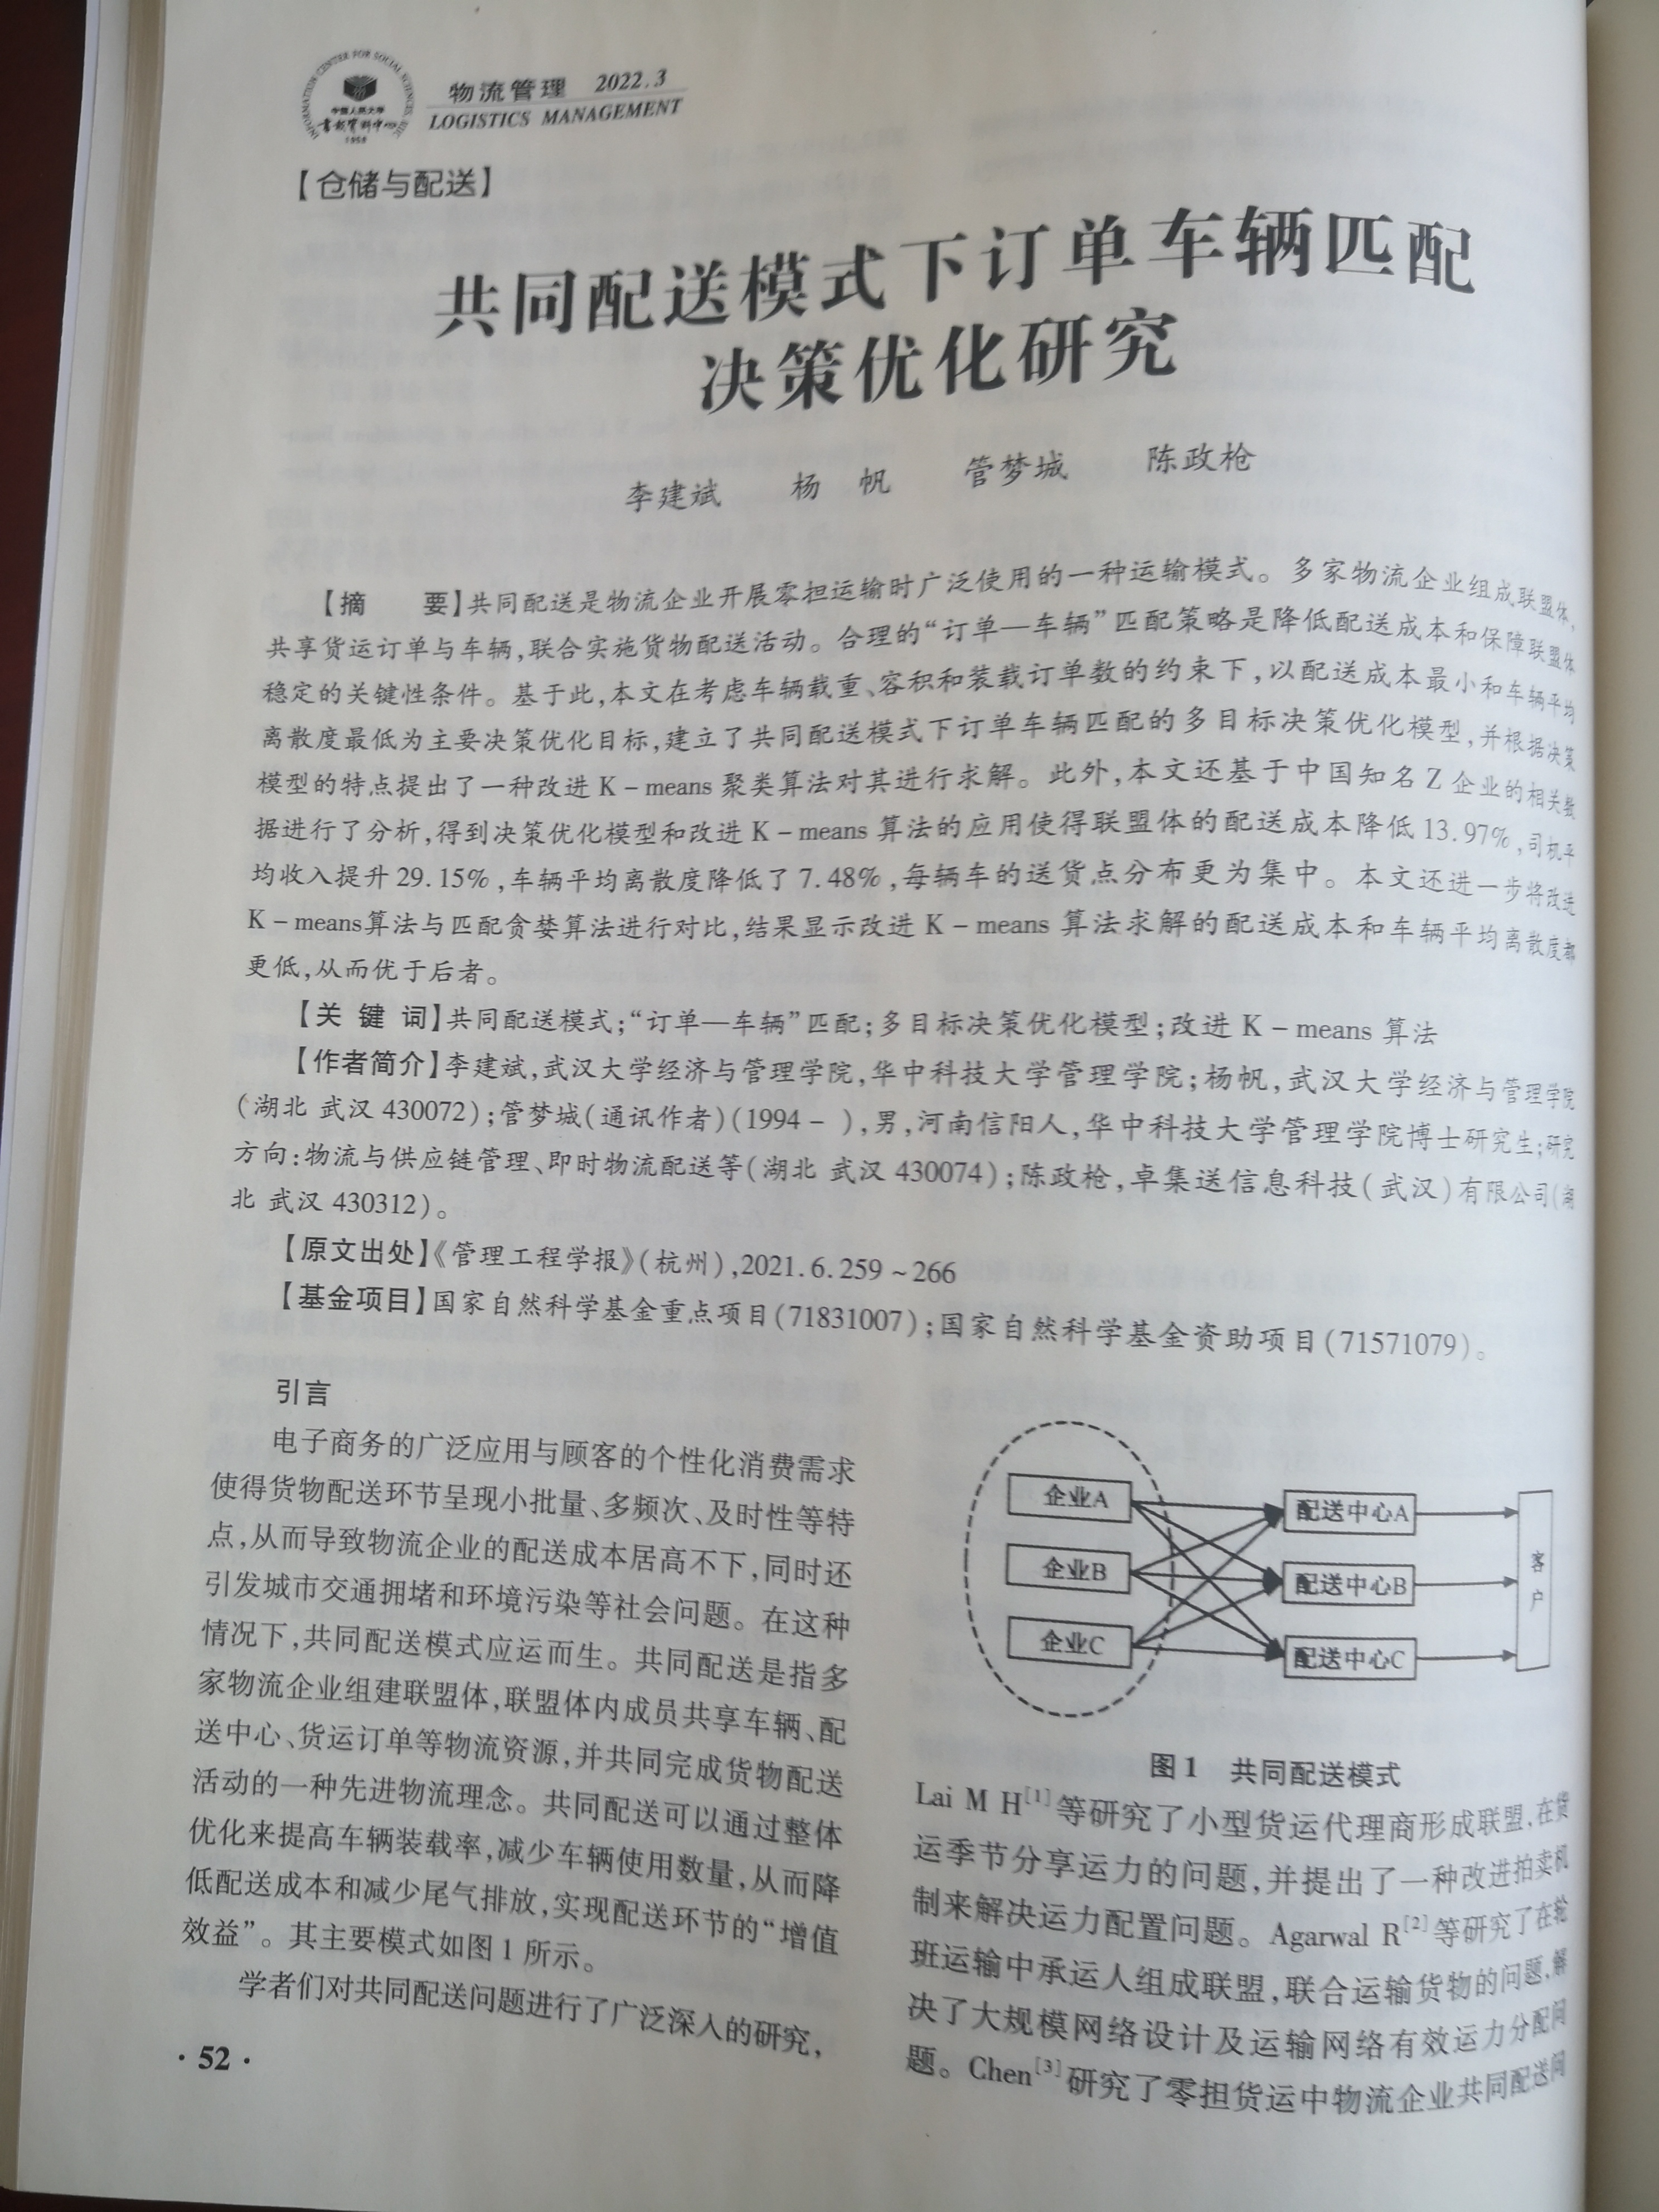 INFORMATION CENTER FOR SOCIAL SCIENCES, RUC
中国人民大学
书报资料中心
1958
物流管理 2022.3
LOGISTICS MANAGEMENT
【仓储与配送】
共同配送模式下订单车辆匹配
决策优化研究
李建斌 杨 帆 管梦城 陈政枪
【摘 要】共同配送是物流企业开展零担运输时广泛使用的一种运输模式。多家物流企业组成联盟体,
共享货运订单与车辆,联合实施货物配送活动。合理的“订单—车辆”匹配策略是降低配送成本和保障联盟体
稳定的关键性条件。基于此,本文在考虑车辆载重、容积和装载订单数的约束下,以配送成本最小和车辆平均
离散度最低为主要决策优化目标,建立了共同配送模式下订单车辆匹配的多目标决策优化模型,并根据决策
模型的特点提出了一种改进 K－means 聚类算法对其进行求解。此外,本文还基于中国知名 Z 企业的相关数
据进行了分析,得到决策优化模型和改进 K－means 算法的应用使得联盟体的配送成本降低 13.97%,司机平
均收入提升 29.15%,车辆平均离散度降低了 7.48%,每辆车的送货点分布更为集中。本文还进一步将改进
K－means算法与匹配贪婪算法进行对比,结果显示改进 K－means 算法求解的配送成本和车辆平均离散度都
更低,从而优于后者。
【关 键 词】共同配送模式;“订单—车辆”匹配;多目标决策优化模型;改进 K－means 算法
【作者简介】李建斌,武汉大学经济与管理学院,华中科技大学管理学院;杨帆,武汉大学经济与管理学院
(湖北 武汉 430072);管梦城(通讯作者)(1994－ ),男,河南信阳人,华中科技大学管理学院博士研究生;研究
方向:物流与供应链管理、即时物流配送等(湖北 武汉 430074);陈政枪,卓集送信息科技(武汉)有限公司(湖
北 武汉 430312)。
【原文出处】《管理工程学报》(杭州),2021.6.259～266
【基金项目】国家自然科学基金重点项目(71831007);国家自然科学基金资助项目(71571079)。
引言
电子商务的广泛应用与顾客的个性化消费需求
使得货物配送环节呈现小批量、多频次、及时性等特
点,从而导致物流企业的配送成本居高不下,同时还
引发城市交通拥堵和环境污染等社会问题。在这种
情况下,共同配送模式应运而生。共同配送是指多
家物流企业组建联盟体,联盟体内成员共享车辆、配
送中心、货运订单等物流资源,并共同完成货物配送
活动的一种先进物流理念。共同配送可以通过整体
优化来提高车辆装载率,减少车辆使用数量,从而降
低配送成本和减少尾气排放,实现配送环节的“增值
效益”。其主要模式如图 1 所示。
学者们对共同配送问题进行了广泛深入的研究,
企业A
企业B
企业C
配送中心A
配送中心B
配送中心C
客户
图 1 共同配送模式
Lai M H[1]等研究了小型货运代理商形成联盟,在货
运季节分享运力的问题,并提出了一种改进拍卖机
制来解决运力配置问题。Agarwal R[2]等研究了在轮
班运输中承运人组成联盟,联合运输货物的问题,解
决了大规模网络设计及运输网络有效运力分配问
题。Chen[3]研究了零担货运中物流企业共同配送问
· 52 ·